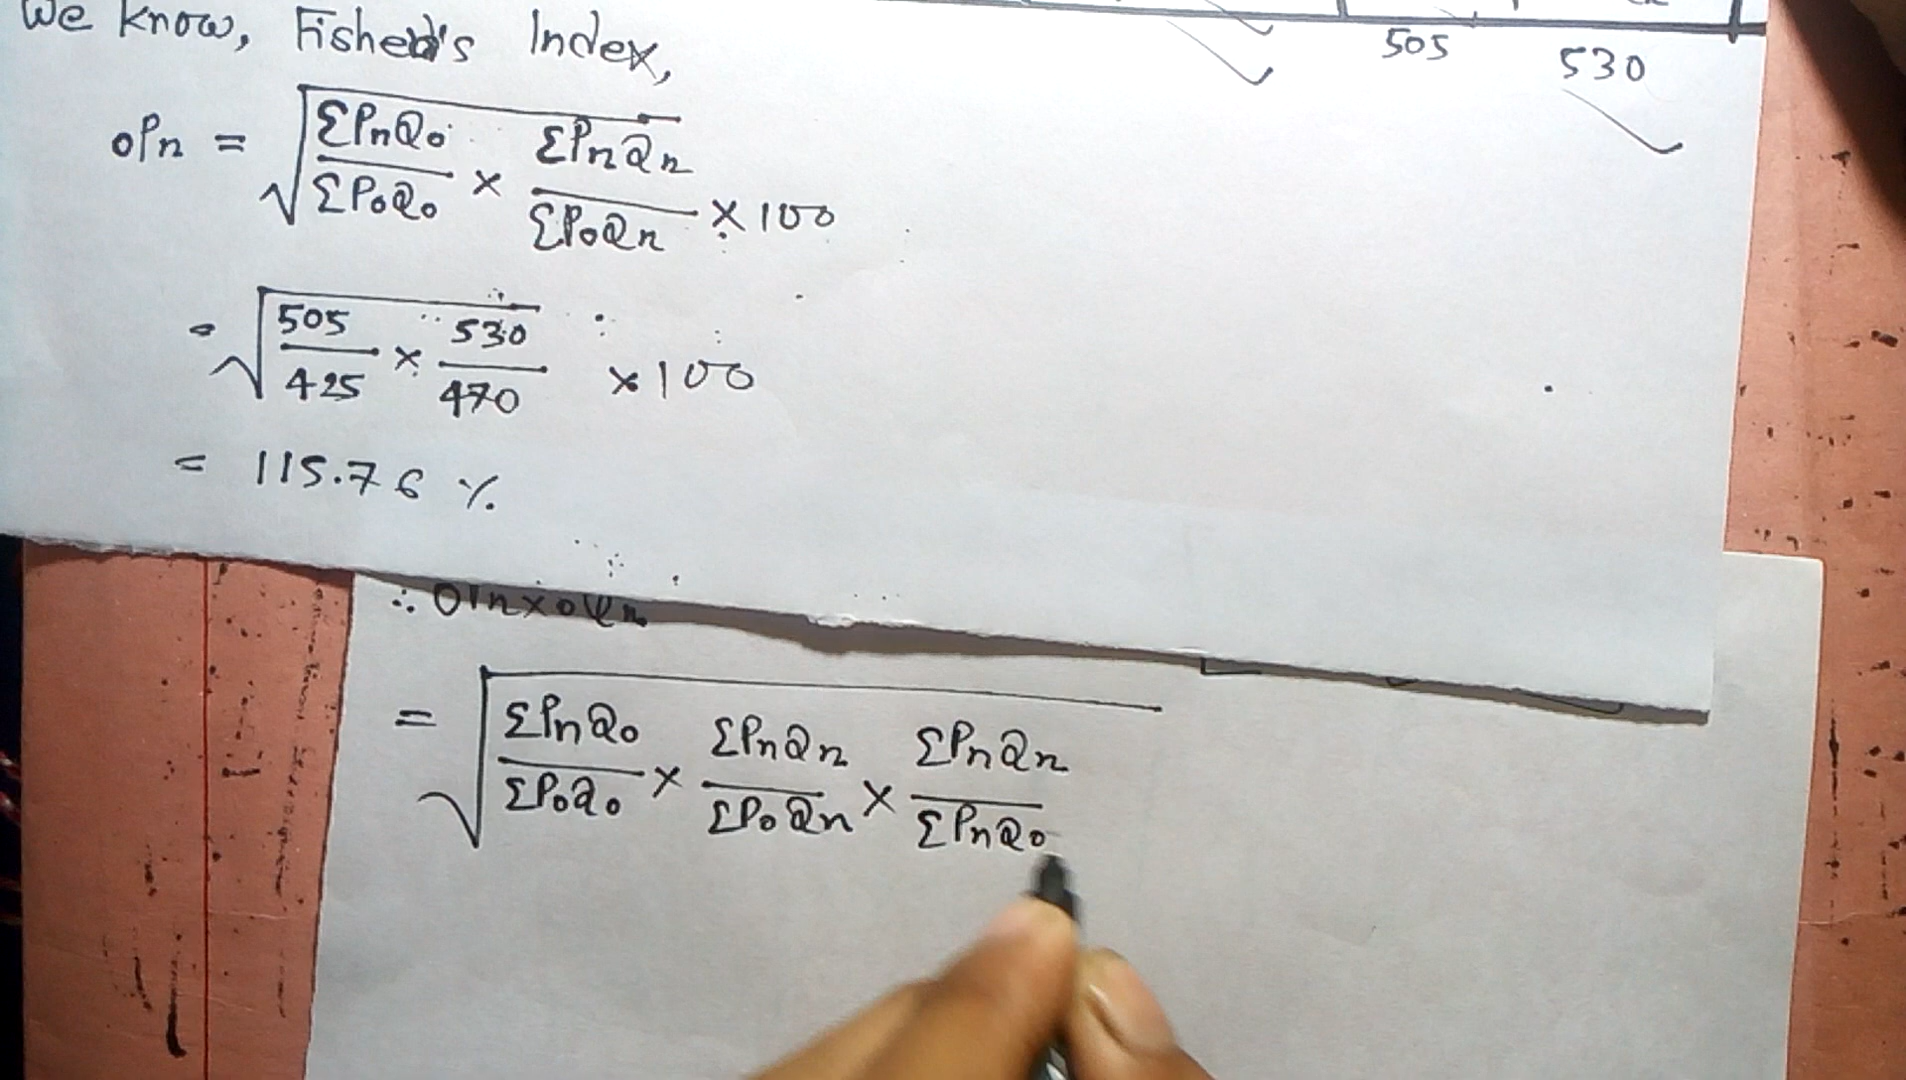 We know, Fisher's Index,
505 530
oPn = √ΣPnQo/ΣPoQo × ΣPnQn/ΣPoQn × 100
= √505/425 × 530/470 × 100
= 115.76 %
= √ΣPnQo/ΣPoQo × ΣPnQn/ΣPoQn × ΣPnQn/ΣPnQo